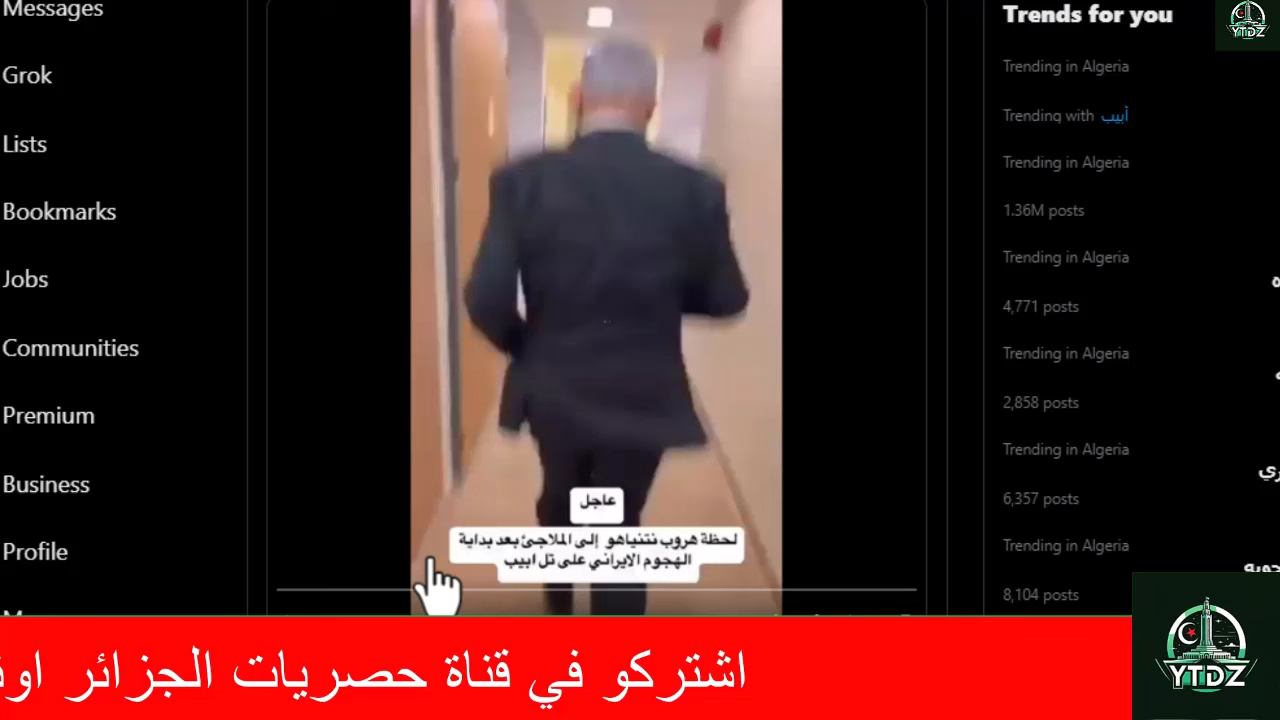 Messages
Grok
Lists
Bookmarks
Jobs
Communities
Premium
Business
Profile
عاجل
لحظة هروب نتنياهو إلى الملاجئ بعد بداية
الهجوم الايراني على تل ابيب
Trends for you
Trending in Algeria
Trending with أبيب
Trending in Algeria
1.36M posts
Trending in Algeria
4,771 posts
Trending in Algeria
2,858 posts
Trending in Algeria
6,357 posts
Trending in Algeria
8,104 posts
YTDZ
اشتركو في قناة حصريات الجزائر
YTDZ